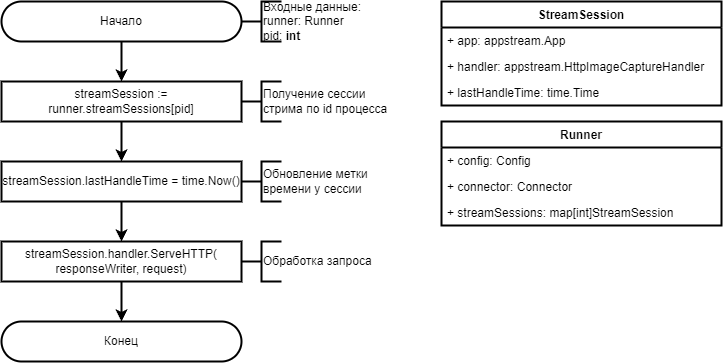 Начало
Входные данные:
runner: Runner
pid: int
streamSession :=
runner.streamSessions[pid]
Получение сессии
стрима по id процесса
streamSession.lastHandleTime = time.Now()
Обновление метки
времени у сессии
streamSession.handler.ServeHTTP(
responseWriter, request)
Обработка запроса
Конец
StreamSession
+ app: appstream.App
+ handler: appstream.HttpImageCaptureHandler
+ lastHandleTime: time.Time
Runner
+ config: Config
+ connector: Connector
+ streamSessions: map[int]StreamSession